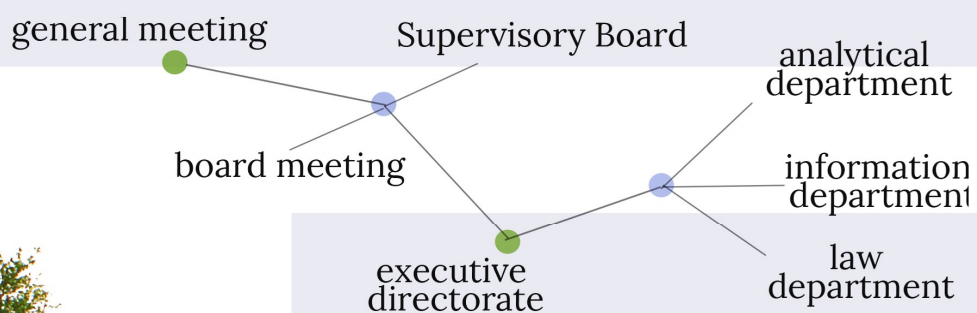 general meeting
Supervisory Board
analytical
department
board meeting
information
department
executive
directorate
law
department